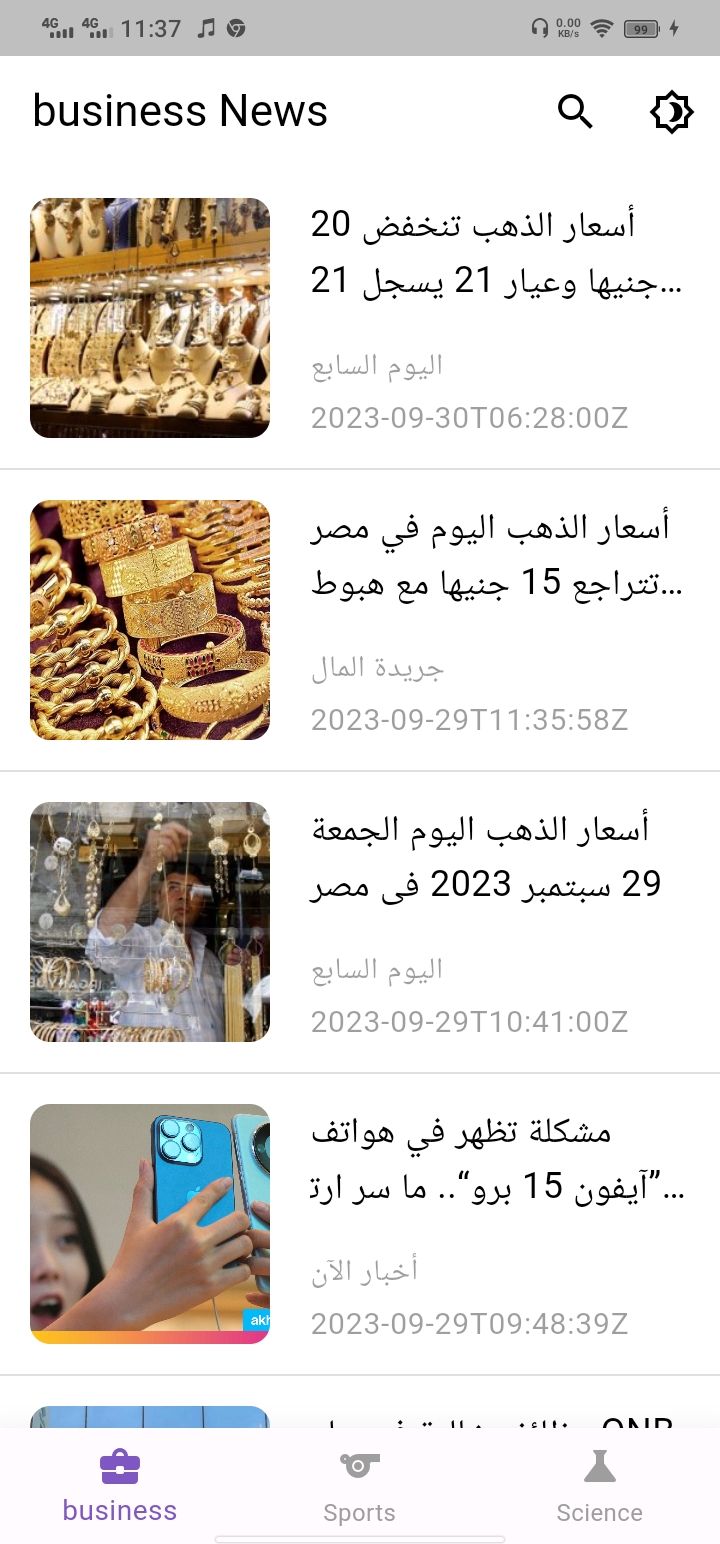 4G 4G 11:37 0.00 KB/s 99
business News
أسعار الذهب تنخفض 20
جنيها وعيار 21 يسجل 21...
اليوم السابع
2023-09-30T06:28:00Z
أسعار الذهب اليوم في مصر
تتراجع 15 جنيها مع هبوط...
جريدة المال
2023-09-29T11:35:58Z
أسعار الذهب اليوم الجمعة
29 سبتمبر 2023 فى مصر
اليوم السابع
2023-09-29T10:41:00Z
مشكلة تظهر في هواتف
”آيفون 15 برو“.. ما سر ارت...
akh
أخبار الآن
2023-09-29T09:48:39Z
QNB
business
Sports
Science